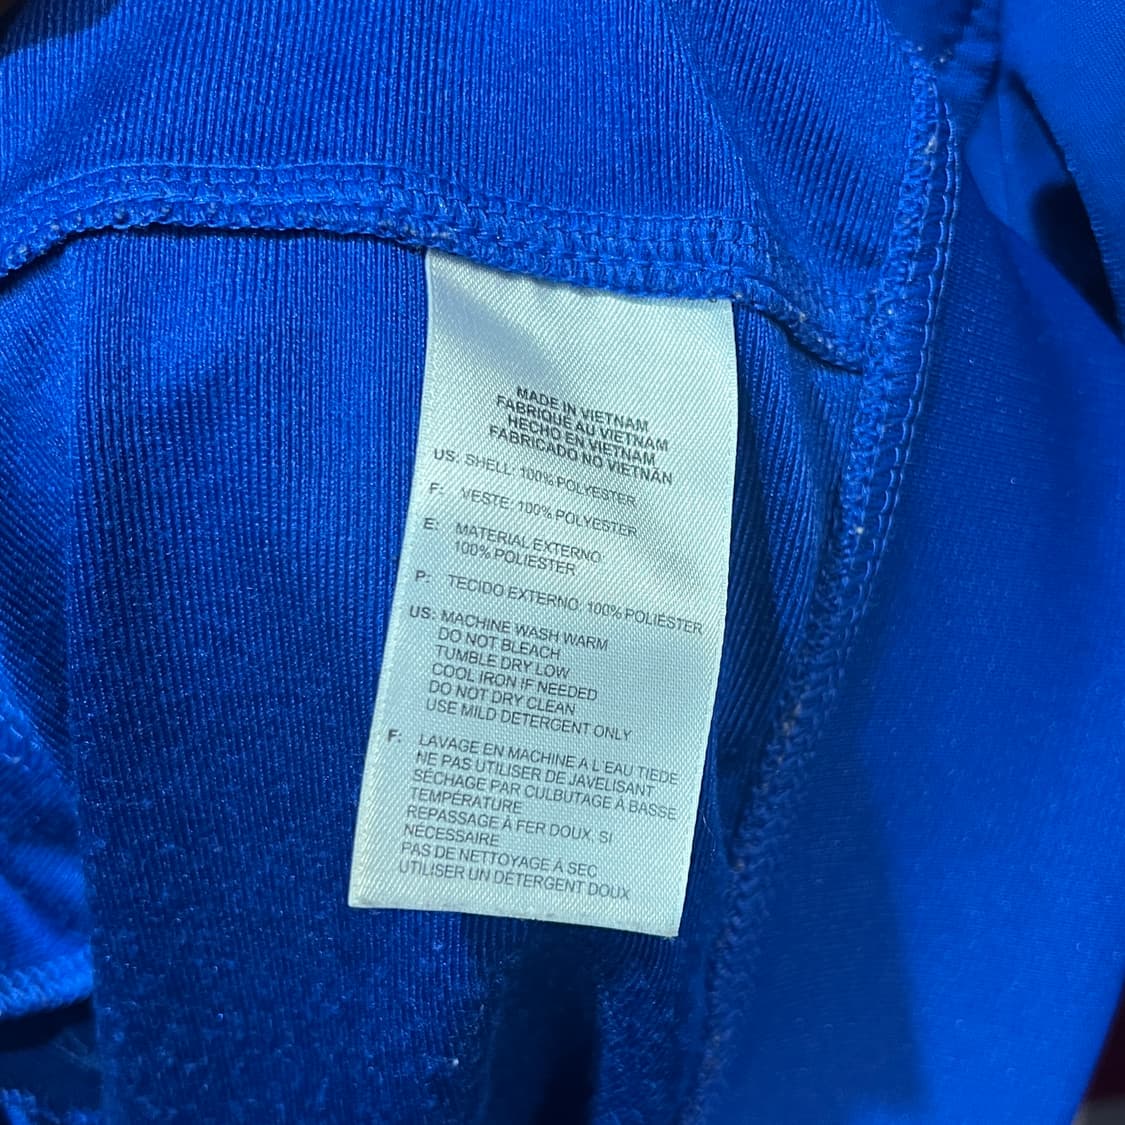 MADE IN VIETNAM
FABRIQUÉ AU VIETNAM
HECHO EN VIETNAM
FABRICADO NO VIETNÃN
US: SHELL: 100% POLYESTER
F: VESTE: 100% POLYESTER
E: MATERIAL EXTERNO:
100% POLIESTER
P: TECIDO EXTERNO: 100% POLIÉSTER
US: MACHINE WASH WARM
DO NOT BLEACH
TUMBLE DRY LOW
COOL IRON IF NEEDED
DO NOT DRY CLEAN
USE MILD DETERGENT ONLY
F: LAVAGE EN MACHINE A L'EAU TIEDE
NE PAS UTILISER DE JAVELISANT
SÉCHAGE PAR CULBUTAGE À BASSE
TEMPÉRATURE
REPASSAGE À FER DOUX, SI
NÉCESSAIRE
PAS DE NETTOYAGE À SEC
UTILISER UN DÉTERGENT DOUX